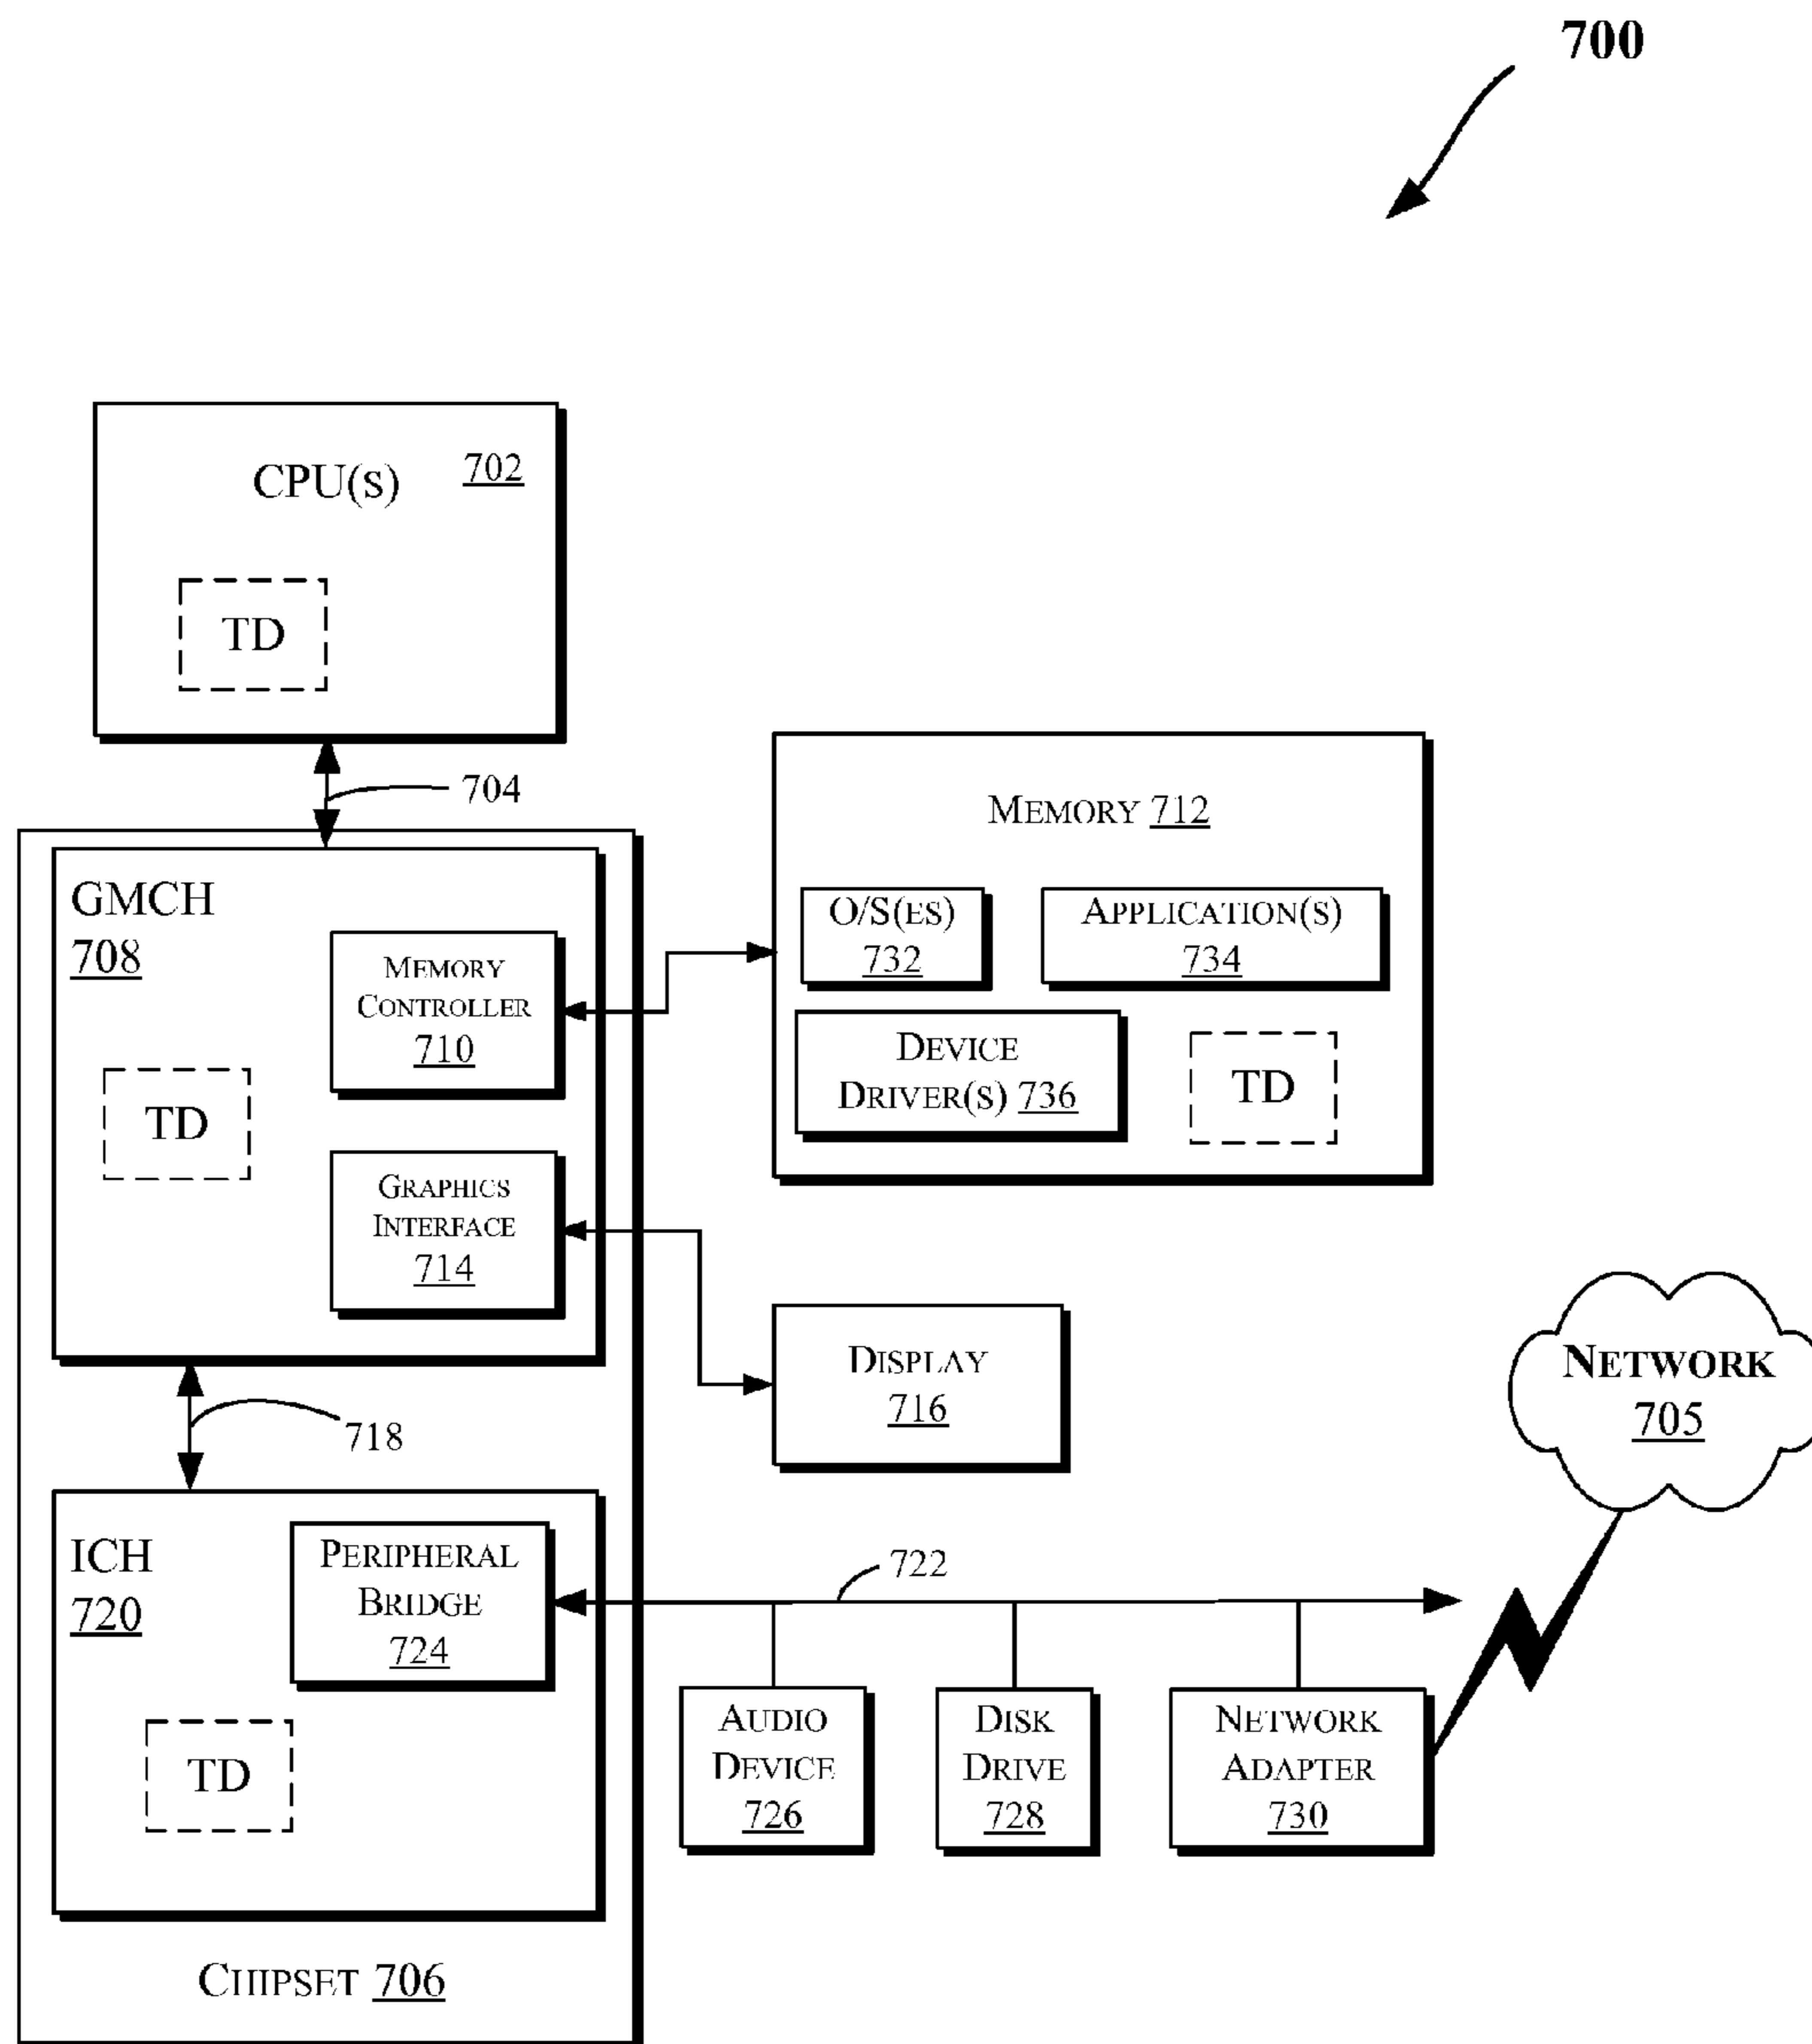 700
CPU(S) 702
TD
704
GMCH
708
MEMORY
CONTROLLER
710
TD
GRAPHICS
INTERFACE
714
MEMORY 712
O/S(ES)
732
APPLICATION(S)
734
DEVICE
DRIVER(S) 736
TD
DISPLAY
716
NETWORK
705
718
ICH
720
PERIPHERAL
BRIDGE
724
TD
722
AUDIO
DEVICE
726
DISK
DRIVE
728
NETWORK
ADAPTER
730
CHIPSET 706